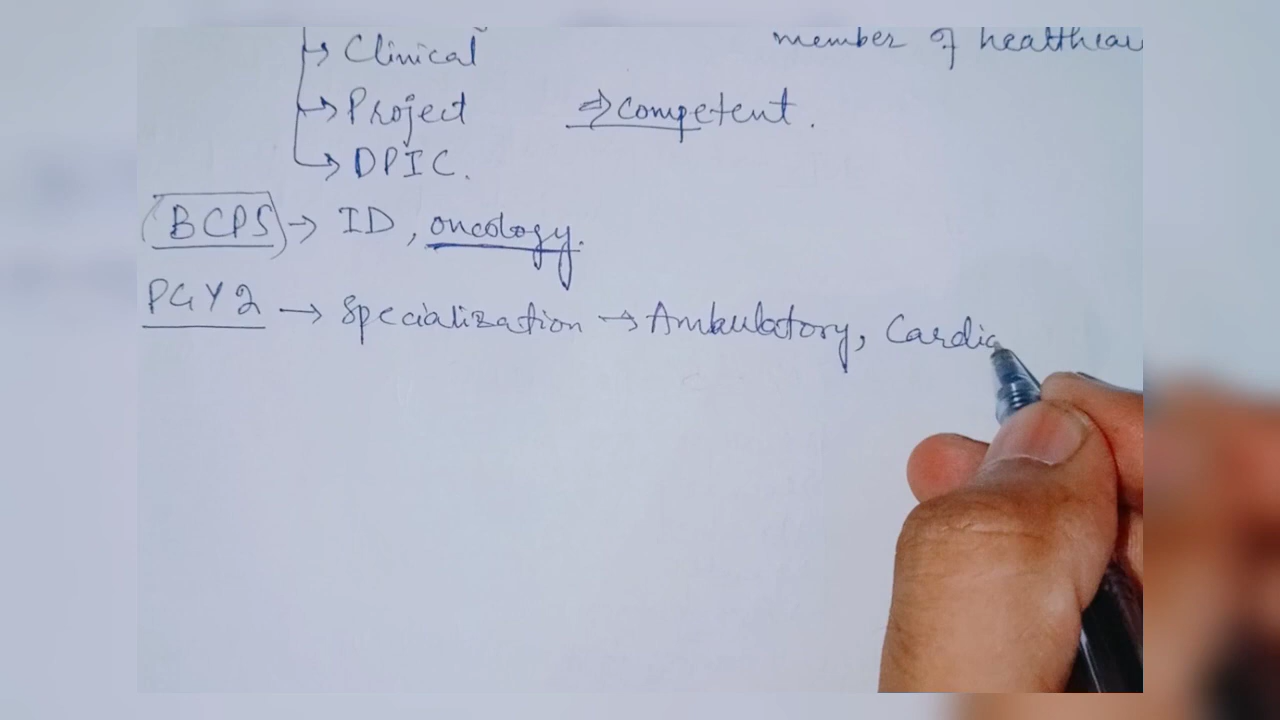 → Clinical member of healthcar
→ Project ⇒ competent.
→ DPIC.
BCPS → ID, oncology.
PGY2 → Specialization → Ambulatory, Cardio